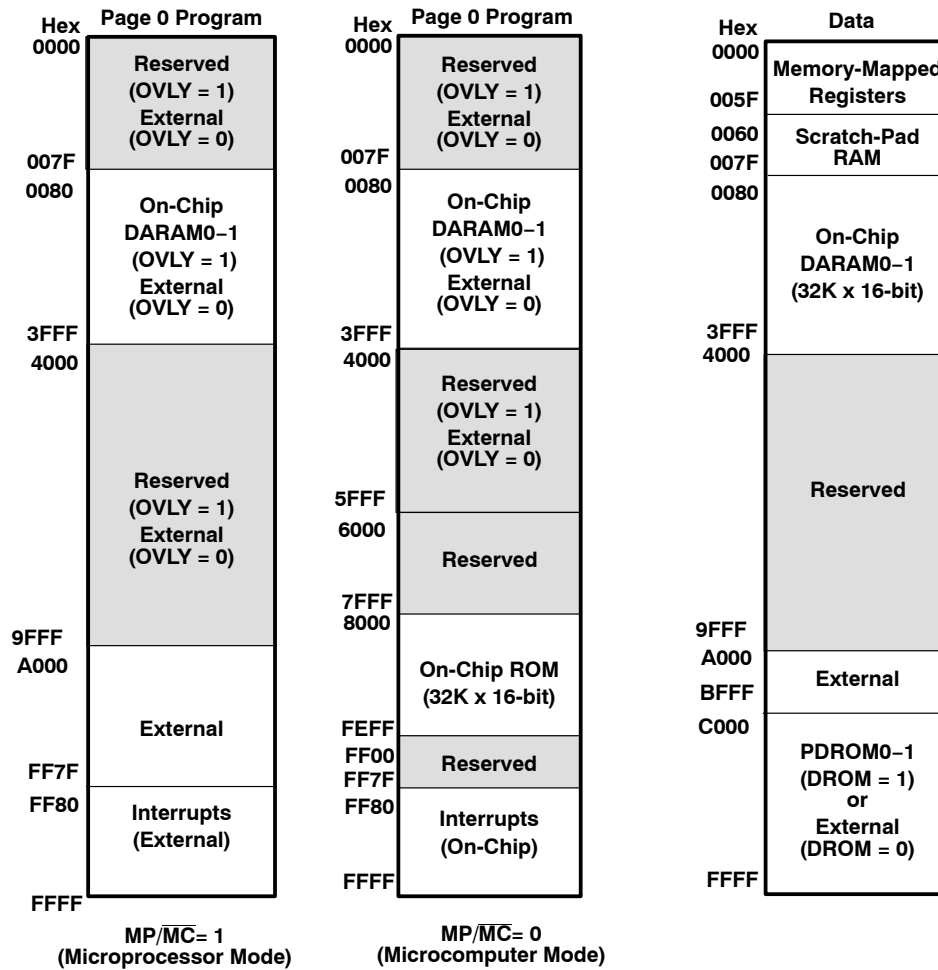 Hex
Page 0 Program
0000
Reserved
(OVLY = 1)
External
(OVLY = 0)
007F
0080
On-Chip
DARAM0−1
(OVLY = 1)
External
(OVLY = 0)
3FFF
4000
Reserved
(OVLY = 1)
External
(OVLY = 0)
9FFF
A000
External
FF7F
FF80
Interrupts
(External)
FFFF
MP/MC= 1
(Microprocessor Mode)
Hex
Page 0 Program
0000
Reserved
(OVLY = 1)
External
(OVLY = 0)
007F
0080
On-Chip
DARAM0−1
(OVLY = 1)
External
(OVLY = 0)
3FFF
4000
Reserved
(OVLY = 1)
External
(OVLY = 0)
5FFF
6000
Reserved
7FFF
8000
On-Chip ROM
(32K x 16-bit)
FEFF
FF00
Reserved
FF7F
FF80
Interrupts
(On-Chip)
FFFF
MP/MC= 0
(Microcomputer Mode)
Hex
Data
0000
Memory-Mapped
Registers
005F
0060
Scratch-Pad
RAM
007F
0080
On-Chip
DARAM0−1
(32K x 16-bit)
3FFF
4000
Reserved
9FFF
A000
External
BFFF
C000
PDROM0-1
(DROM = 1)
or
External
(DROM = 0)
FFFF